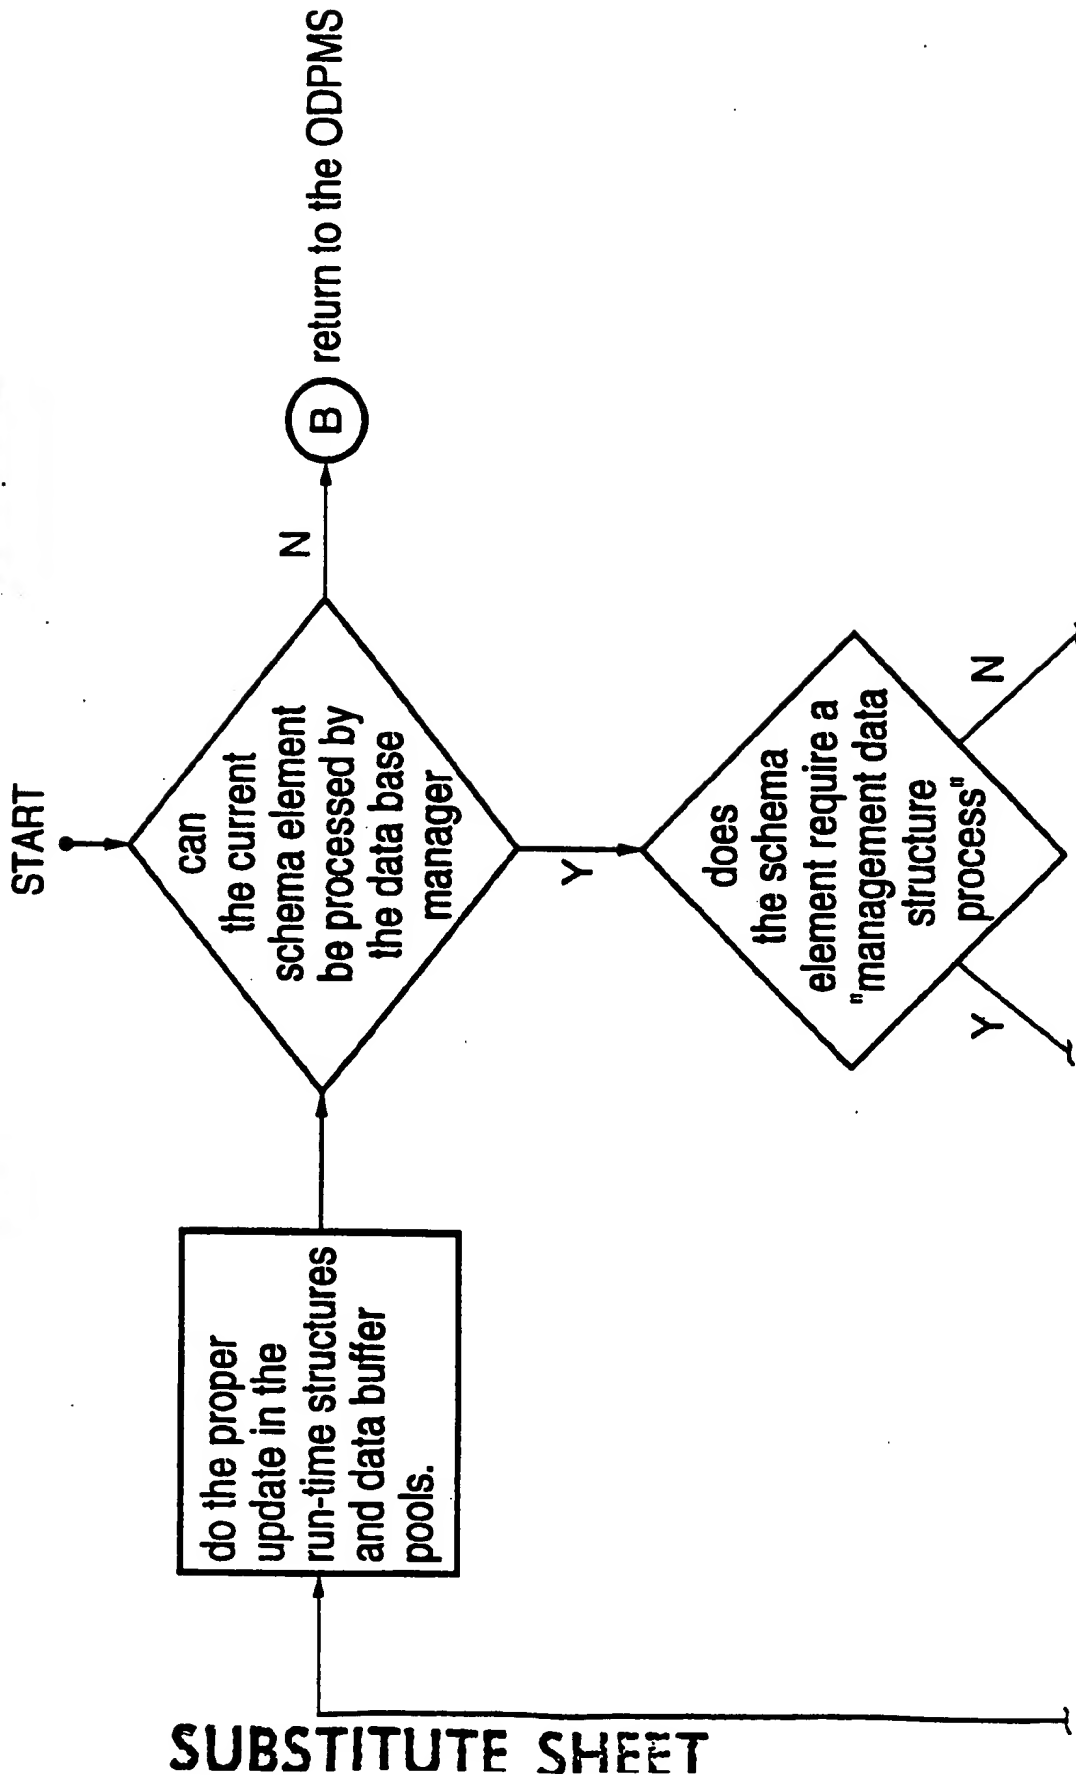 START
can
the current
schema element
be processed by
the data base
manager
N
B
return to the ODPMS
do the proper
update in the
run-time structures
and data buffer
pools.
Y
does
the schema
element require a
"management data
structure
process"
Y
N
SUBSTITUTE SHEET